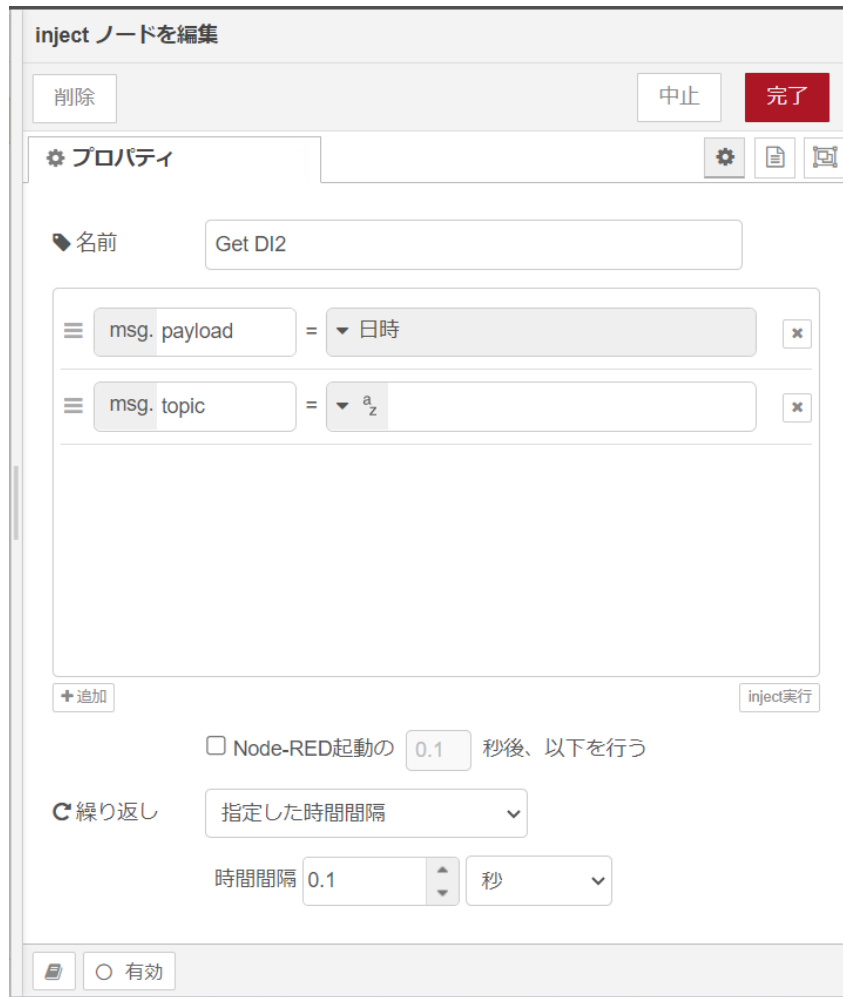 inject ノードを編集
削除 中止 完了
プロパティ
名前 Get DI2
msg. payload = 日時
msg. topic = az
追加 inject実行
Node-RED起動の 0.1 秒後、以下を行う
繰り返し 指定した時間間隔
時間間隔 0.1 秒
有効